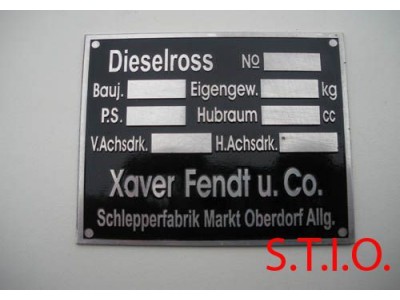 Dieselross No
Bauj. Eigengew. kg
P.S. Hubraum cc
V.Achsdrk. H.Achsdrk.
Xaver Fendt u. Co.
Schlepperfabrik Markt Oberdorf Allg.
S.T.I.O.